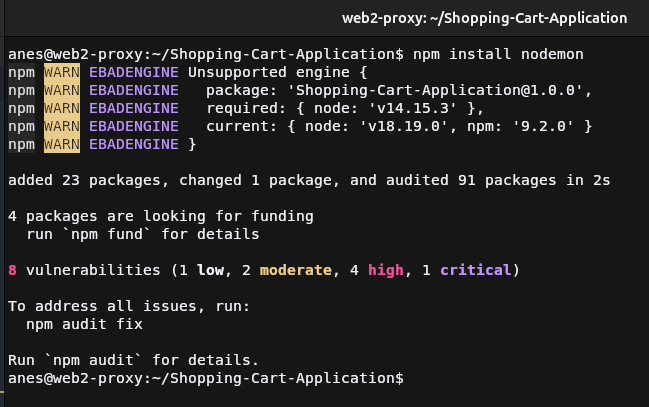 web2-proxy: ~/Shopping-Cart-Application
anes@web2-proxy:~/Shopping-Cart-Application$ npm install nodemon
npm WARN EBADENGINE Unsupported engine {
npm WARN EBADENGINE   package: 'Shopping-Cart-Application@1.0.0',
npm WARN EBADENGINE   required: { node: 'v14.15.3' },
npm WARN EBADENGINE   current: { node: 'v18.19.0', npm: '9.2.0' }
npm WARN EBADENGINE }
added 23 packages, changed 1 package, and audited 91 packages in 2s
4 packages are looking for funding
  run `npm fund` for details
8 vulnerabilities (1 low, 2 moderate, 4 high, 1 critical)
To address all issues, run:
  npm audit fix
Run `npm audit` for details.
anes@web2-proxy:~/Shopping-Cart-Application$